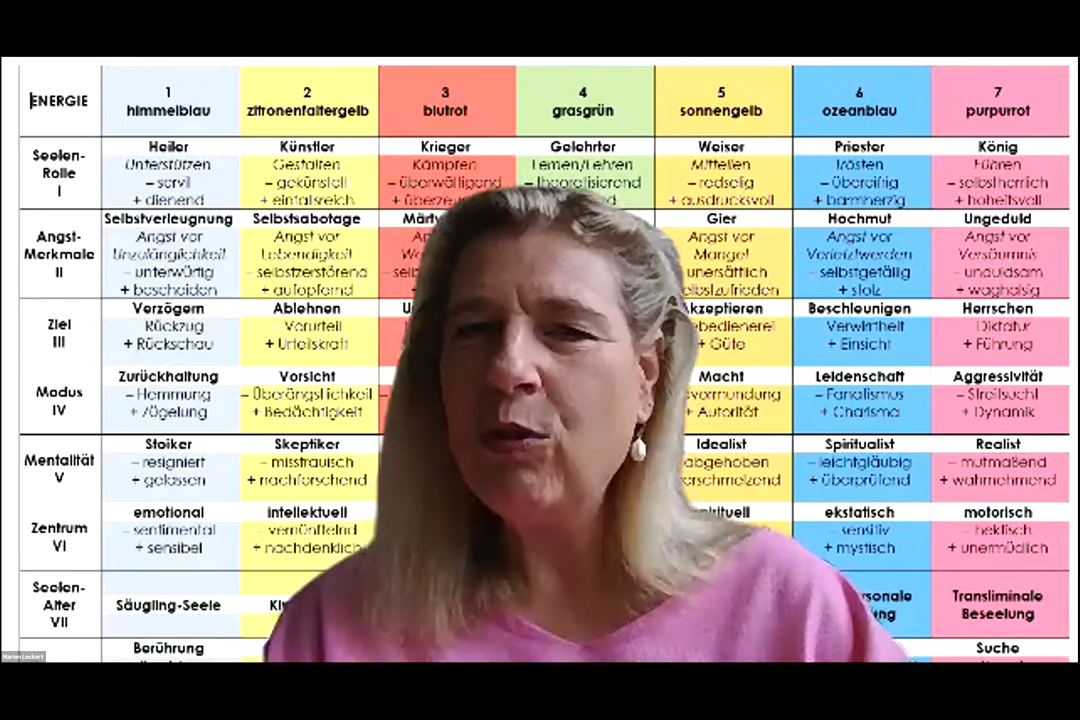 ENERGIE 1 2 3 4 5 6 7
himmelblau zitronenfaltergelb blutrot grasgrün sonnengelb ozeanblau purpurrot
Seelen-Rolle I
Heiler Künstler Krieger Gelehrter Weiser Priester König
Unterstützen Gestalten Kämpfen Lernen/Lehren Mitteilen Trösten Führen
– servil – gekünstelt – überwältigend – theoretisierend – redselig – übereifrig – selbstherrlich
+ dienend + einfallsreich + ausdrucksvoll + barmherzig + hoheitsvoll
Angst-Merkmale II
Selbstverleugnung Selbstsabotage Gier Hochmut Ungeduld
Angst vor Angst vor Angst vor Angst vor Angst vor
Unzulänglichkeit Lebendigkeit Mangel Verletztwerden Versäumnis
– unterwürfig – selbstzerstörend unersättlich – selbstgefällig – unduldsam
+ bescheiden + aufopfernd + stolz + waghalsig
Ziel III
Verzögern Ablehnen Akzeptieren Beschleunigen Herrschen
Rückzug Vorurteil Verwirrtheit Diktatur
+ Rückschau + Urteilskraft + Güte + Einsicht + Führung
Modus IV
Zurückhaltung Vorsicht Macht Leidenschaft Aggressivität
– Hemmung – Überängstlichkeit – Fanatismus – Streitsucht
+ Zügelung + Bedächtigkeit + Autorität + Charisma + Dynamik
Mentalität V
Stoiker Skeptiker Idealist Spiritualist Realist
– resigniert – misstrauisch abgehoben – leichtgläubig – mutmaßend
+ gelassen + nachforschend + überprüfend + wahrnehmend
Zentrum VI
emotional intellektuell ekstatisch motorisch
– sentimental – vernünftelnd – sensitiv – hektisch
+ sensibel + nachdenklich + mystisch + unermüdlich
Seelen-Alter VII
Säugling-Seele Transliminale Beseelung
Berührung Suche
Marion Lockert